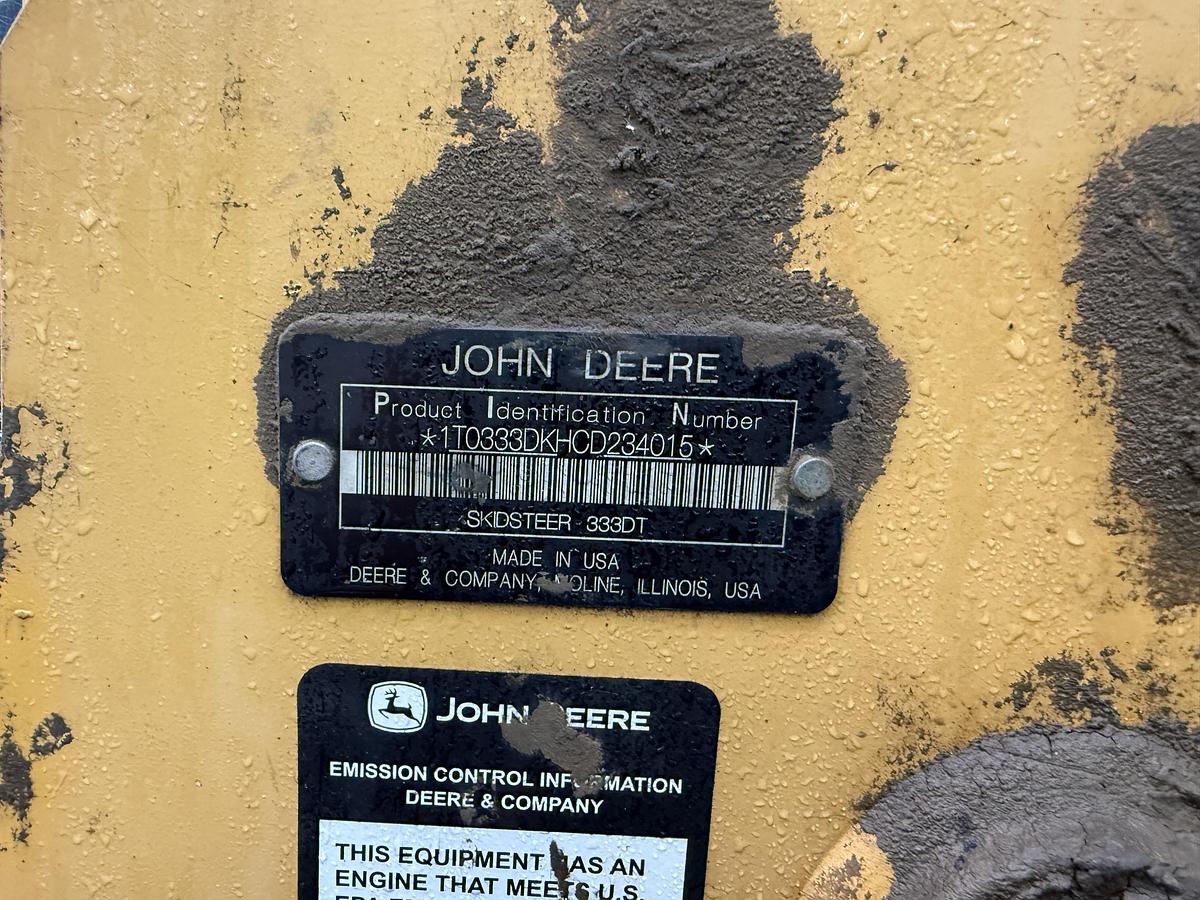 JOHN DEERE
Product Identification Number
*1T0333DKHCD234015*
SKIDSTEER 333DT
MADE IN USA
DEERE & COMPANY, MOLINE, ILLINOIS, USA
JOHN DEERE
EMISSION CONTROL INFORMATION
DEERE & COMPANY
THIS EQUIPMENT HAS AN
ENGINE THAT MEETS U.S.